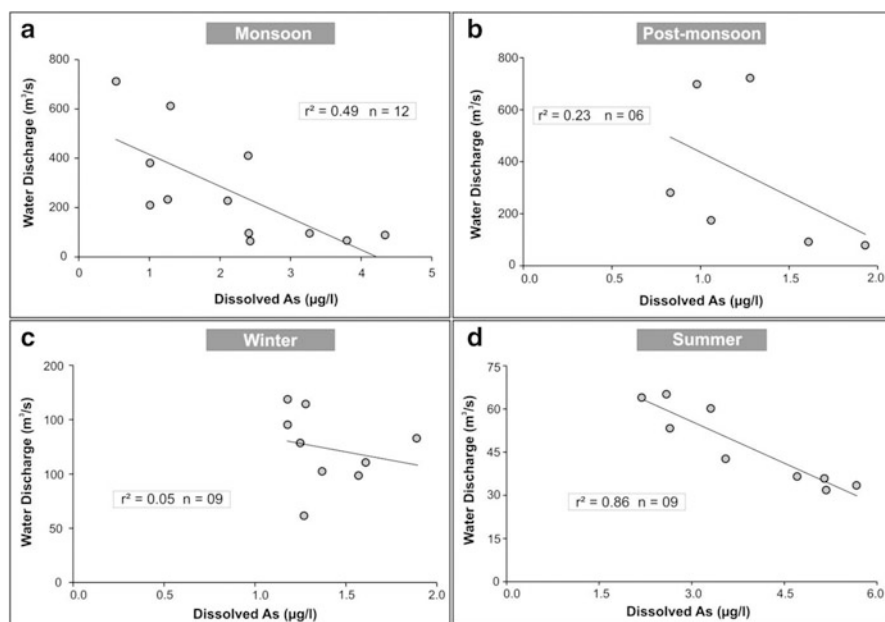 a Monsoon
Water Discharge (m³/s)
800
600
400
200
0
r² = 0.49 n = 12
0 1 2 3 4 5
Dissolved As (µg/l)
b Post-monsoon
Water Discharge (m³/s)
800
600
400
200
0
r² = 0.23 n = 06
0.0 0.5 1.0 1.5 2.0
Dissolved As (µg/l)
c Winter
Water Discharge (m³/s)
200
100
100
50
0
r² = 0.05 n = 09
0.0 0.5 1.0 1.5 2.0
Dissolved As (µg/l)
d Summer
Water Discharge (m³/s)
75
60
45
30
15
r² = 0.86 n = 09
0.0 1.5 3.0 4.5 6.0
Dissolved As (µg/l)